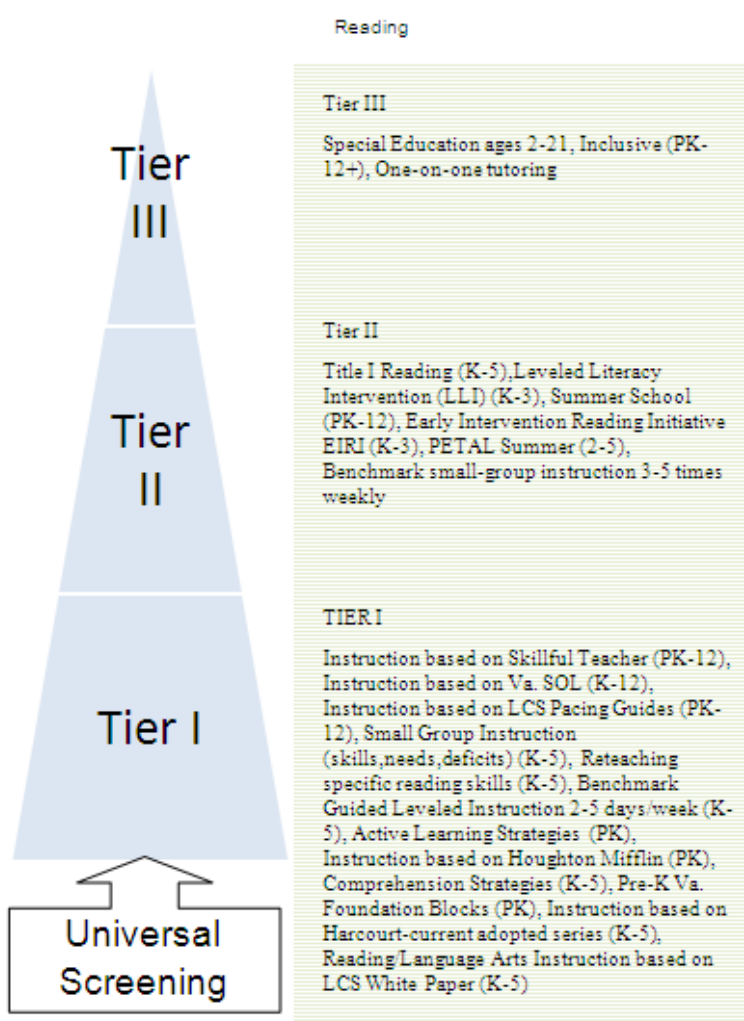 Reading
Tier
III
Tier III
Special Education ages 2-21, Inclusive (PK-
12+), One-on-one tutoring
Tier
II
Tier II
Title I Reading (K-5),Leveled Literacy
Intervention (LLI) (K-3), Summer School
(PK-12), Early Intervention Reading Initiative
EIRI (K-3), PETAL Summer (2-5),
Benchmark small-group instruction 3-5 times
weekly
Tier I
TIER I
Instruction based on Skillful Teacher (PK-12),
Instruction based on Va. SOL (K-12),
Instruction based on LCS Pacing Guides (PK-
12), Small Group Instruction
(skills,needs,deficits) (K-5), Reteaching
specific reading skills (K-5), Benchmark
Guided Leveled Instruction 2-5 days/week (K-
5), Active Learning Strategies (PK),
Instruction based on Houghton Mifflin (PK),
Comprehension Strategies (K-5), Pre-K Va.
Foundation Blocks (PK), Instruction based on
Harcourt-current adopted series (K-5),
Reading/Language Arts Instruction based on
LCS White Paper (K-5)
Universal
Screening